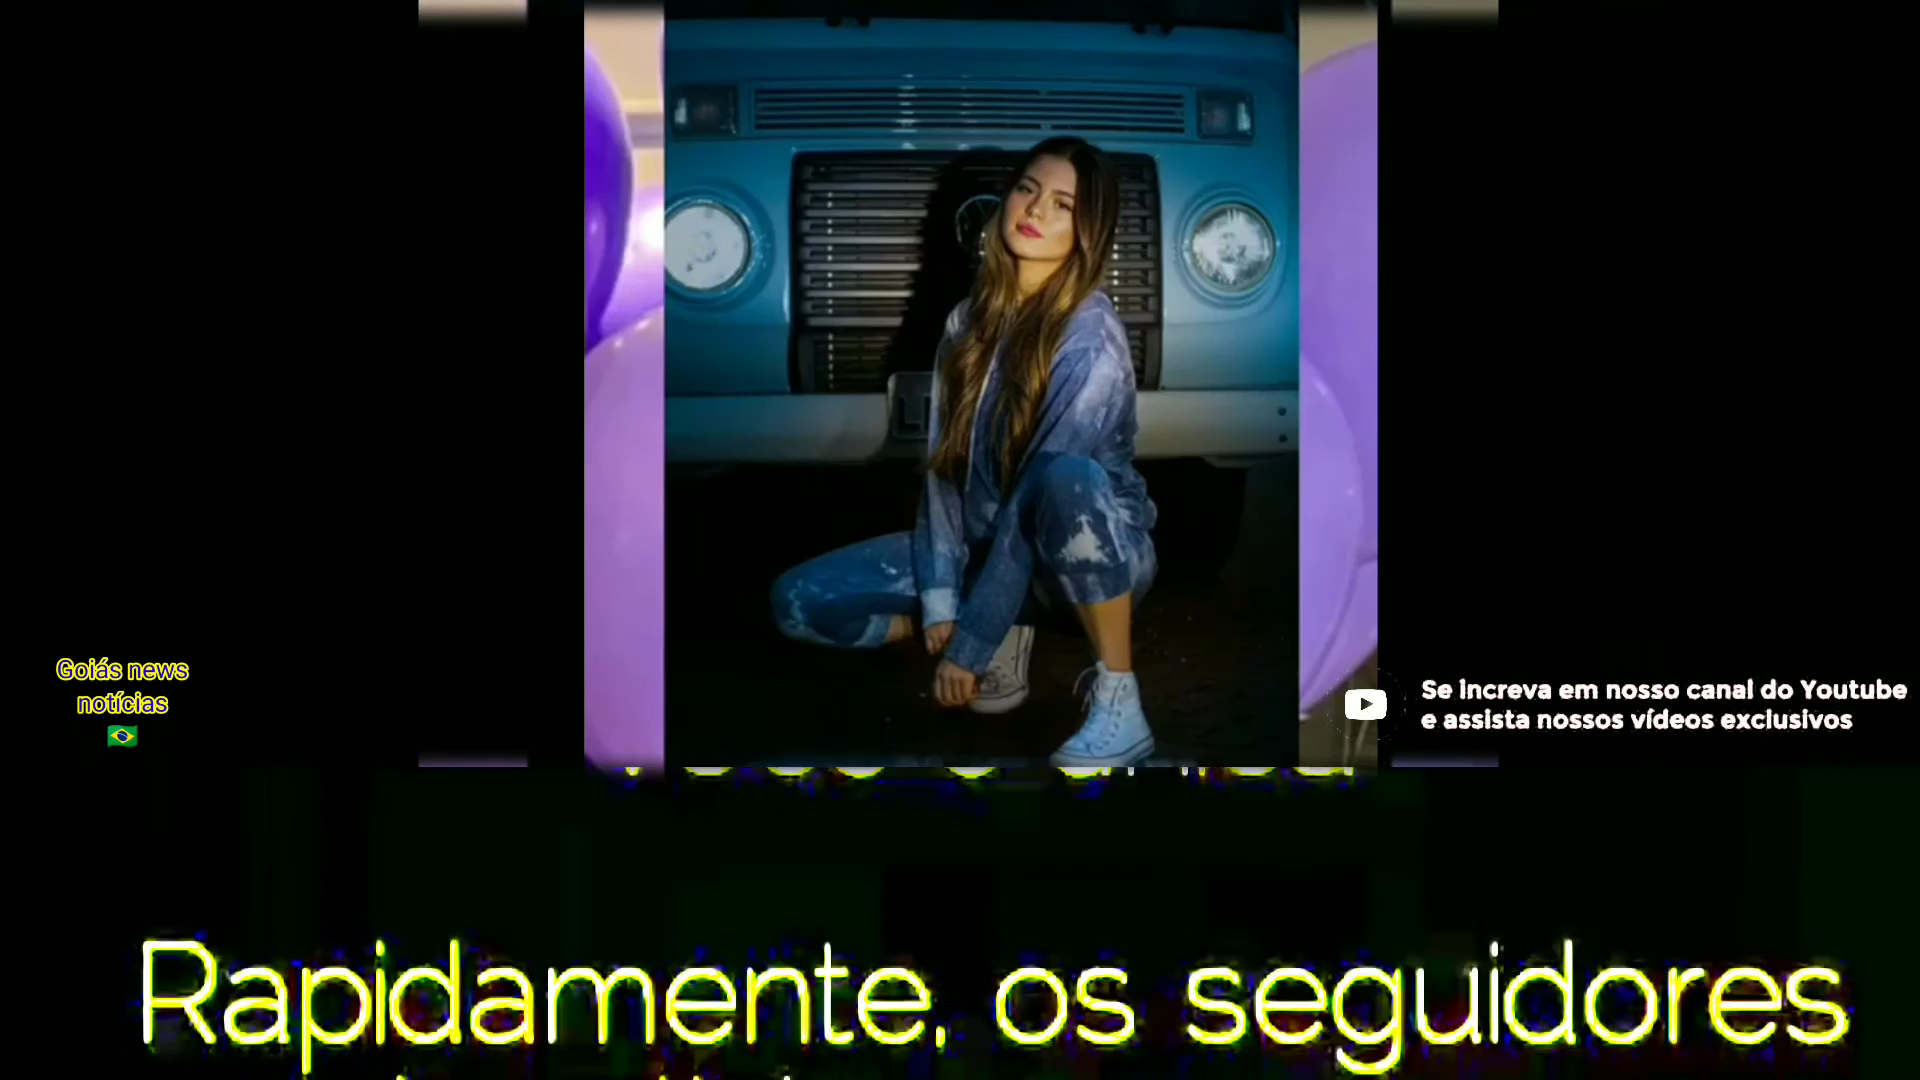 Goiás news
notícias
Se increva em nosso canal do Youtube
e assista nossos vídeos exclusivos
Rapidamente, os seguidores